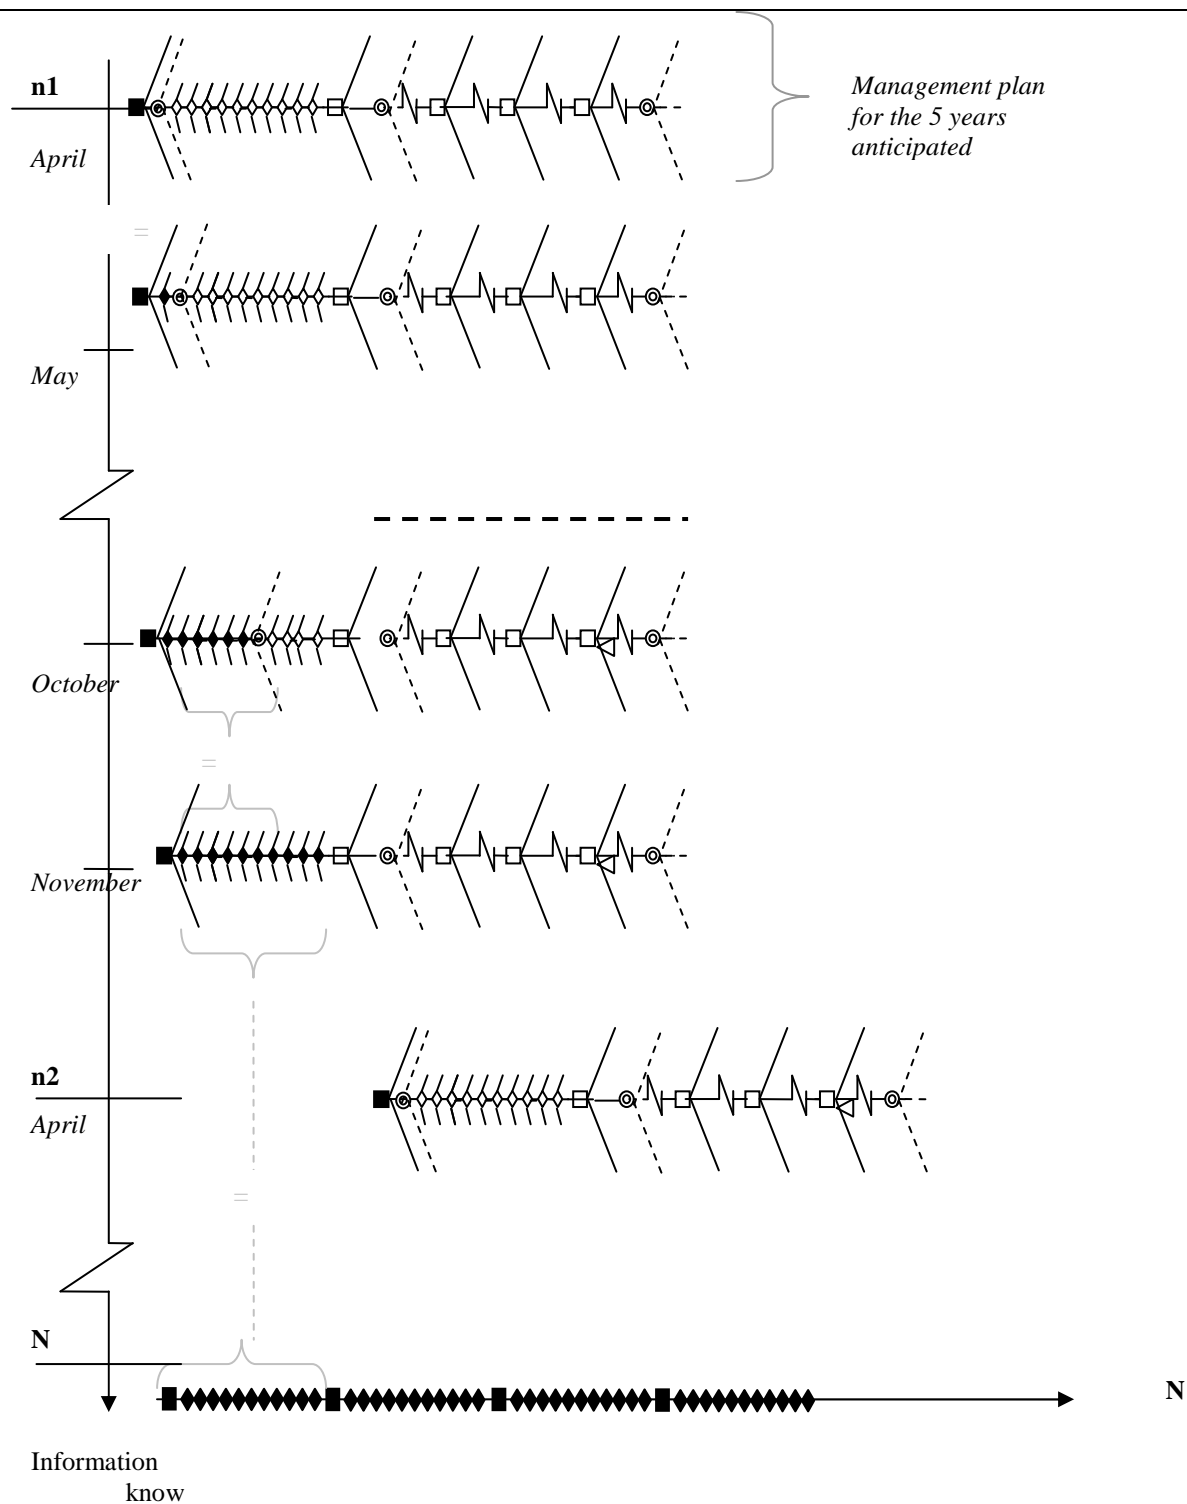 n1
Management plan
for the 5 years
anticipated
April
=
May
October
=
November
n2
April
=
N
N
Information
know